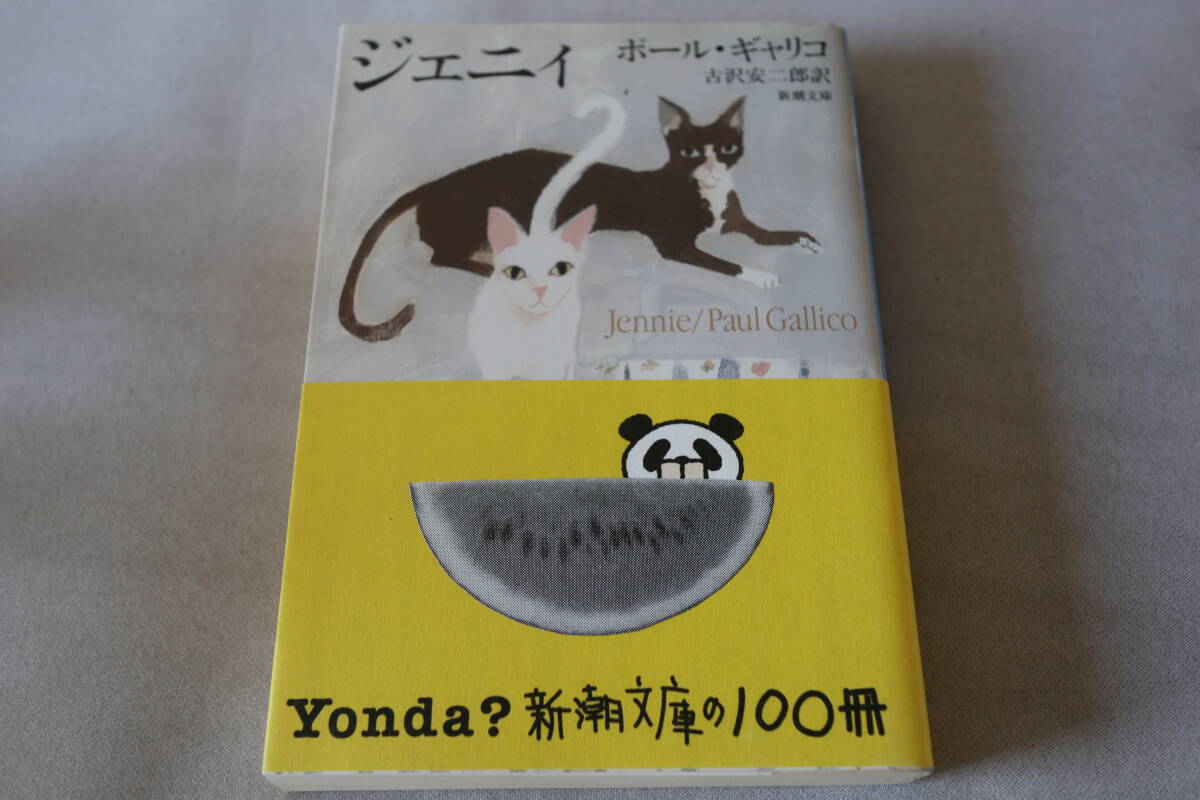 ジェニィ
ポール・ギャリコ
古沢安二郎訳
新潮文庫
Jennie/Paul Gallico
Yonda? 新潮文庫の100冊